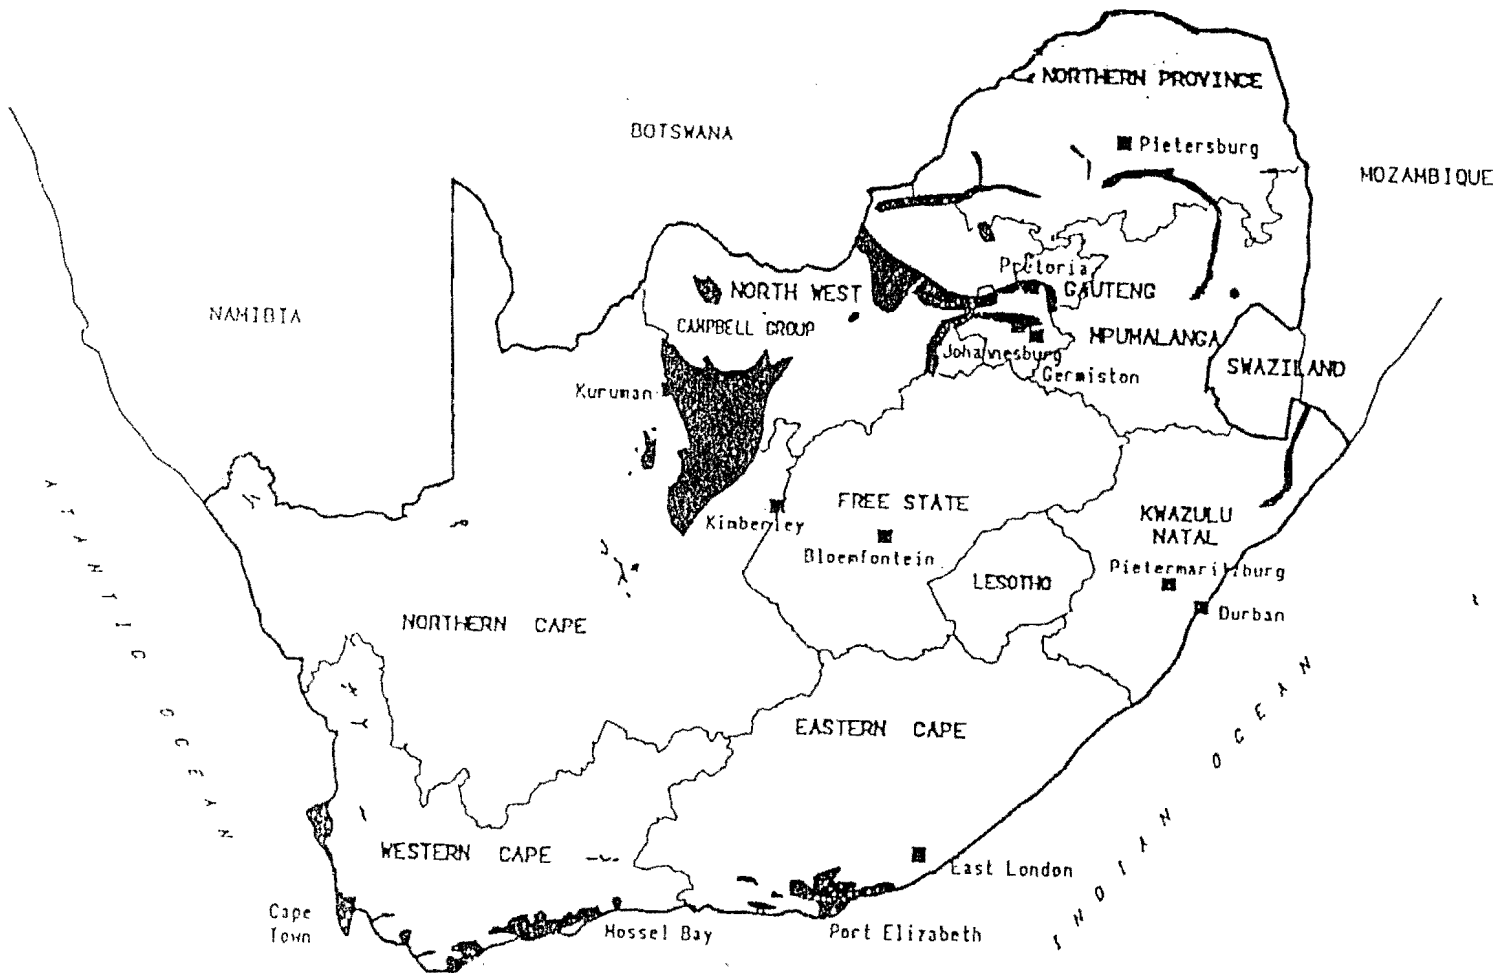 NORTHERN PROVINCE
BOTSWANA
Pietersburg
MOZAMBIQUE
Pretoria
NORTH WEST
GAUTENG
NAMIBIA
CAMPBELL GROUP
MPUMALANGA
Johannesburg
SWAZILAND
Germiston
Kuruman
FREE STATE
KWAZULU
NATAL
Kimberley
Bloemfontein
LESOTHO
Pietermaritzburg
Durban
NORTHERN CAPE
ATANTIC OCEAN
EASTERN CAPE
INDIAN OCEAN
WESTERN CAPE
East London
Cape
Town
Mossel Bay
Port Elizabeth